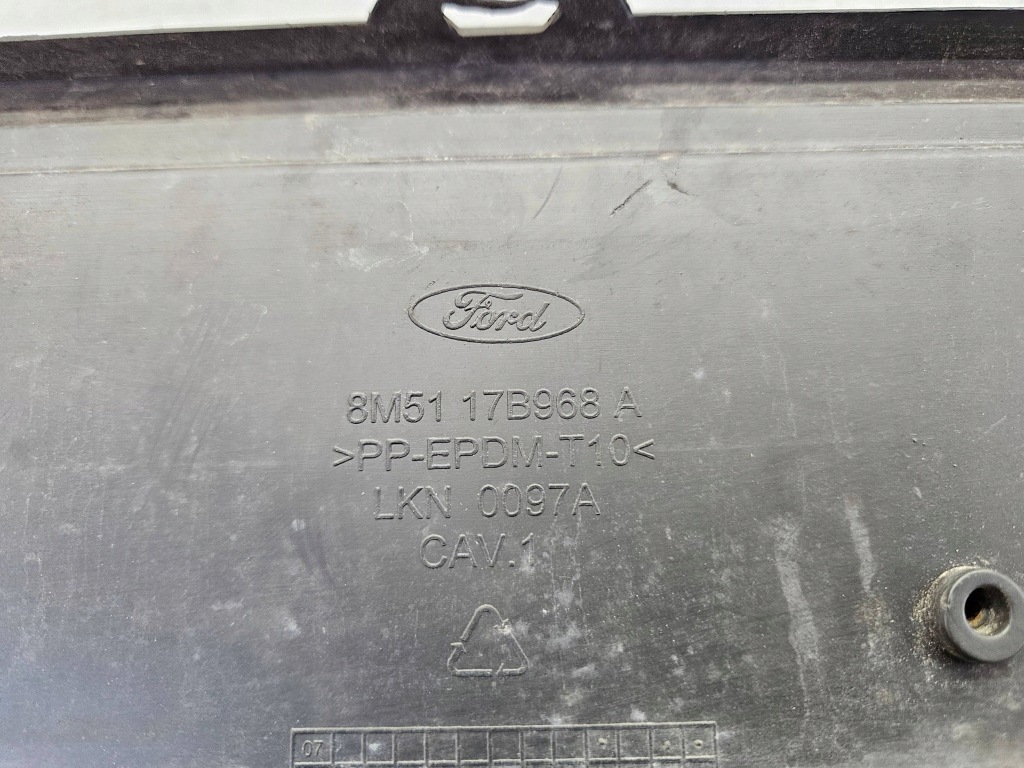 Ford
8M51 17B968 A
>PP-EPDM-T10<
LKN 0097A
CAV.1
07